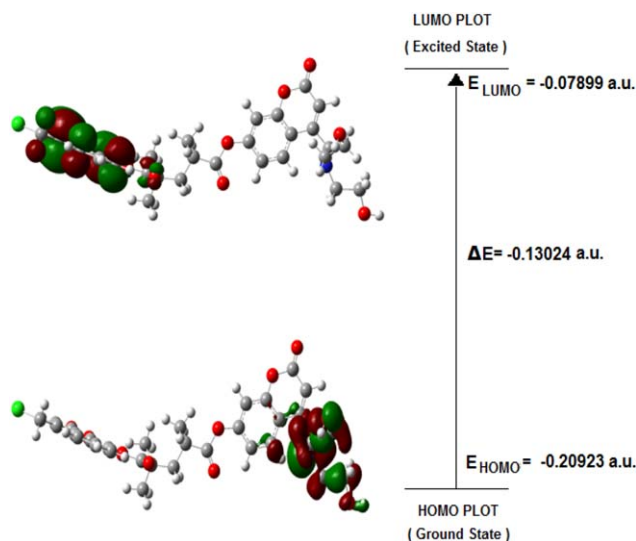 LUMO PLOT
( Excited State )
E LUMO = -0.07899 a.u.
ΔE= -0.13024 a.u.
E HOMO = -0.20923 a.u.
HOMO PLOT
( Ground State )